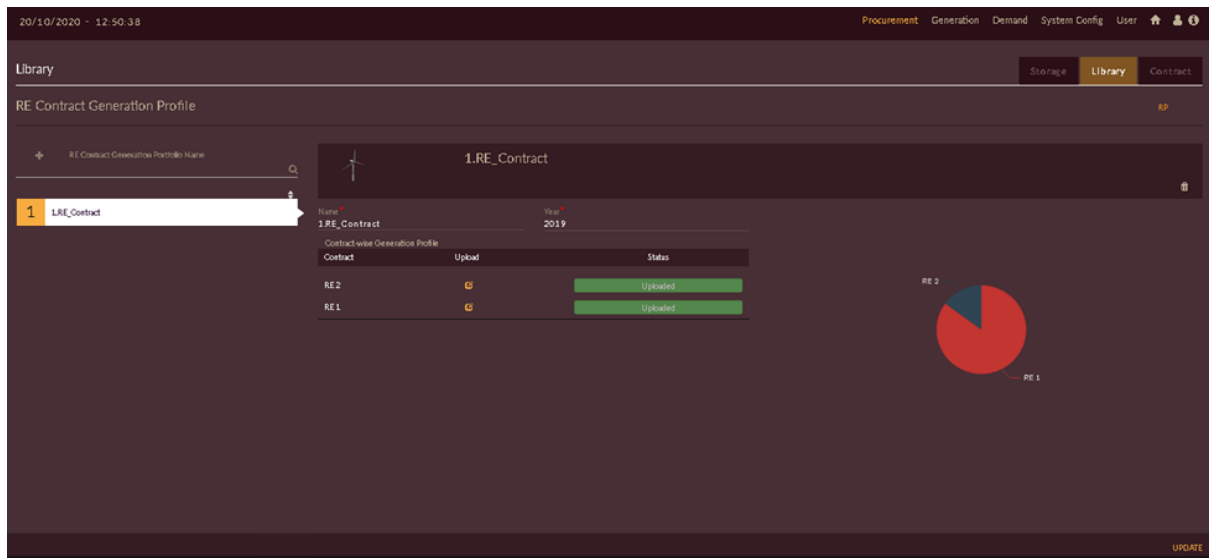 20/10/2020 - 12:50:38 Procurement Generation Demand System Config User
Library Storage Library Contract
RE Contract Generation Profile RP
RE Contract Generation Portfolio Name
1.RE_Contract
1 1.RE_Contract
Name* Year*
1.RE_Contract 2019
Contract-wise Generation Profile
Contract Upload Status
RE 2 Uploaded
RE 1 Uploaded
RE 2
RE 1
UPDATE